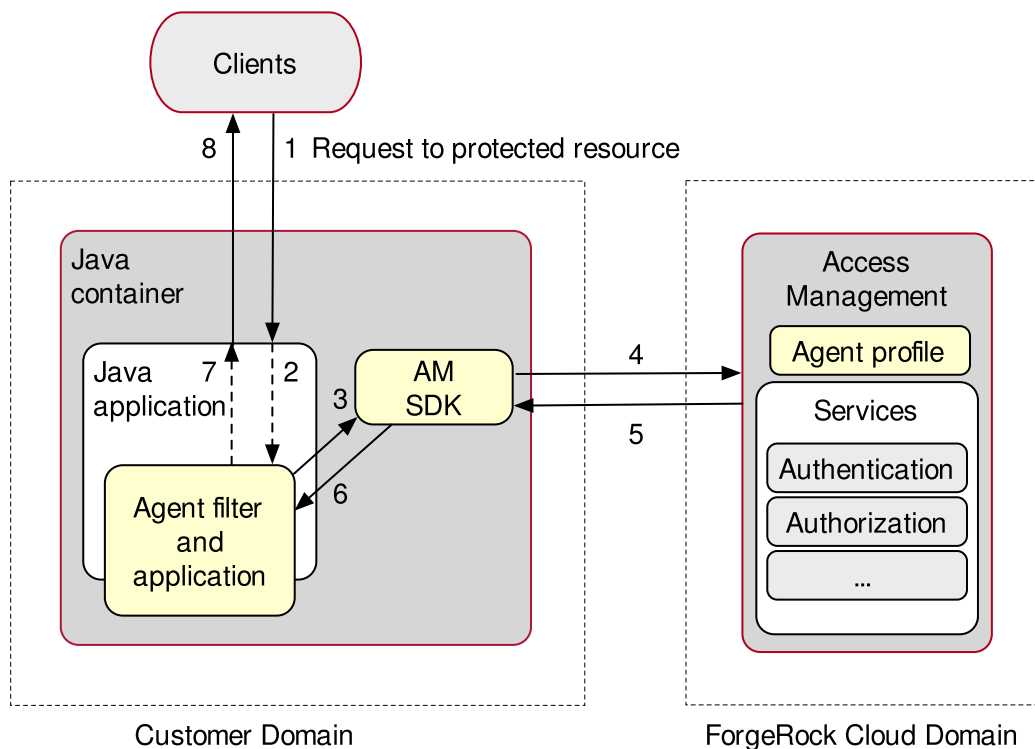 Clients
8
1 Request to protected resource
Java
container
Java
application
7
2
3
AM
SDK
4
5
6
Agent filter
and
application
Customer Domain
Access
Management
Agent profile
Services
Authentication
Authorization
...
ForgeRock Cloud Domain